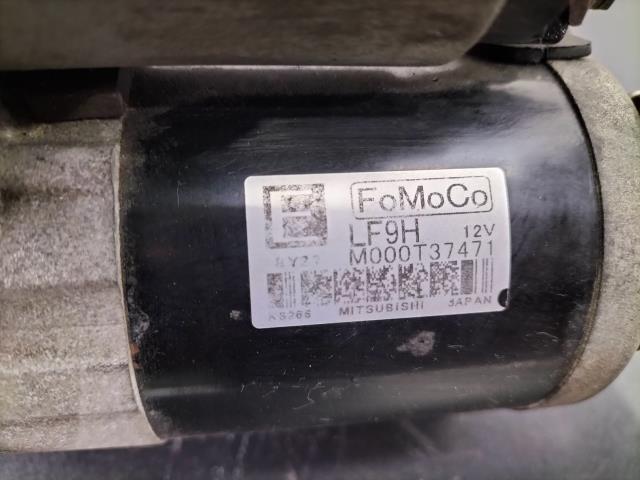 FoMoCo
LF9H 12V
M000T37471
MITSUBISHI JAPAN